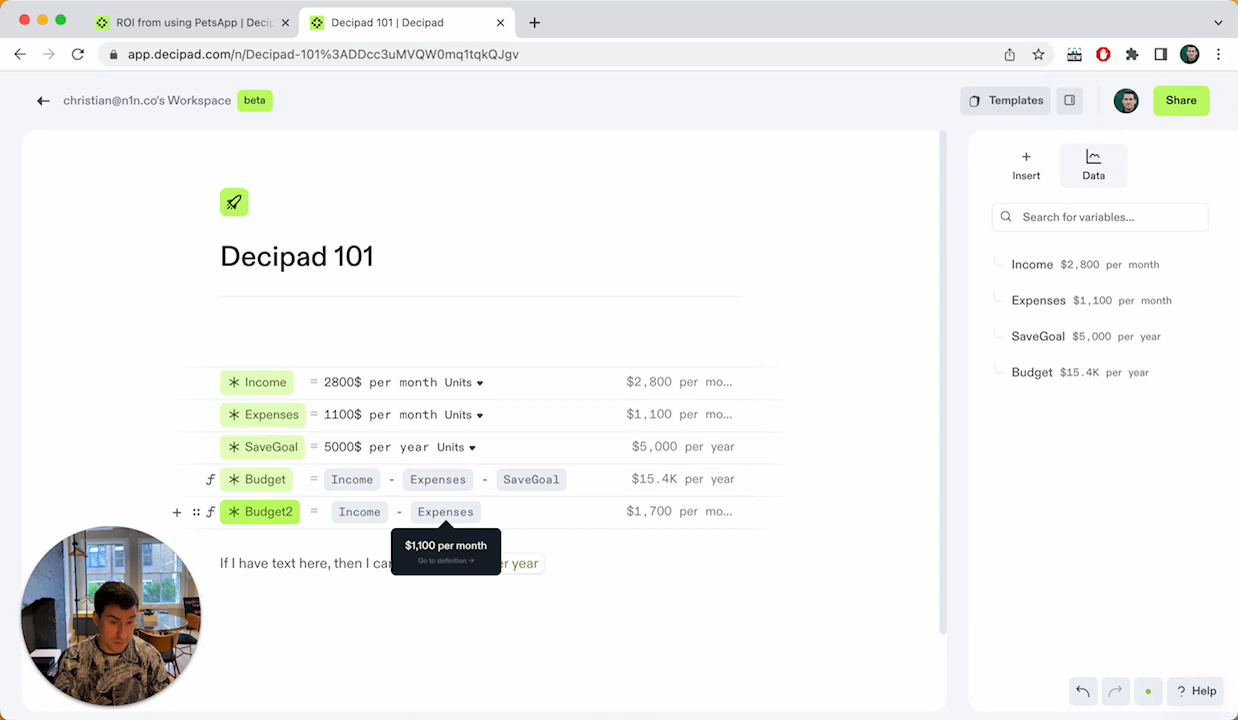 ROI from using PetsApp | Decip
Decipad 101 | Decipad
app.decipad.com/n/Decipad-101%3ADDcc3uMVQW0mq1tqkQJgv
NEW
christian@n1n.co's Workspace beta
Templates
Share
Insert
Data
Search for variables...
Income $2,800 per month
Expenses $1,100 per month
SaveGoal $5,000 per year
Budget $15.4K per year
Decipad 101
Income = 2800$ per month Units $2,800 per mo...
Expenses = 1100$ per month Units $1,100 per mo...
SaveGoal = 5000$ per year Units $5,000 per year
Budget = Income - Expenses - SaveGoal $15.4K per year
Budget2 = Income - Expenses $1,700 per mo...
$1,100 per month
Go to definition →
If I have text here, then I car r year
? Help